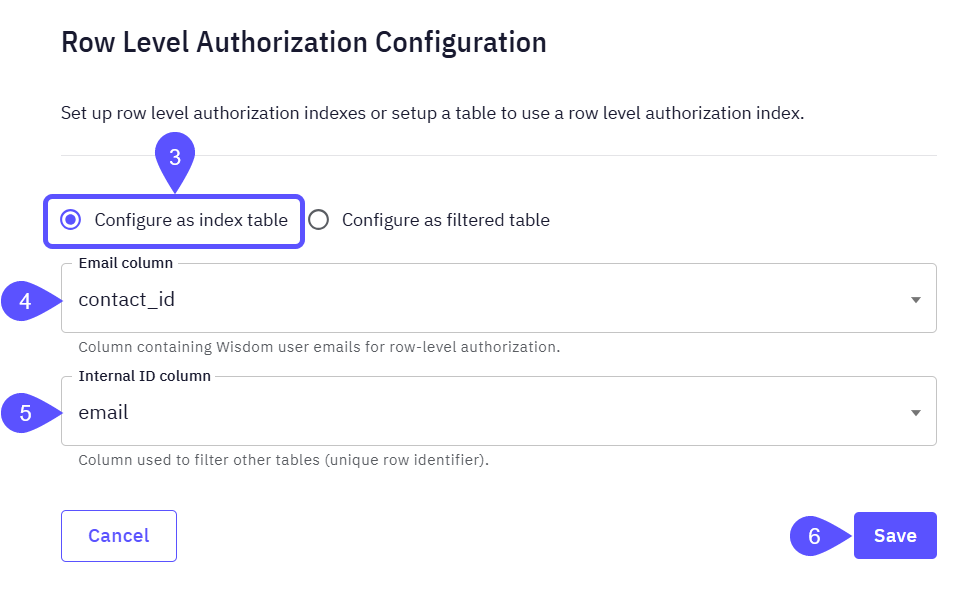 Row Level Authorization Configuration
Set up row level authorization indexes or setup a table to use a row level authorization index.
3
Configure as index table
Configure as filtered table
Email column
4
contact_id
Column containing Wisdom user emails for row-level authorization.
Internal ID column
5
email
Column used to filter other tables (unique row identifier).
Cancel
6
Save